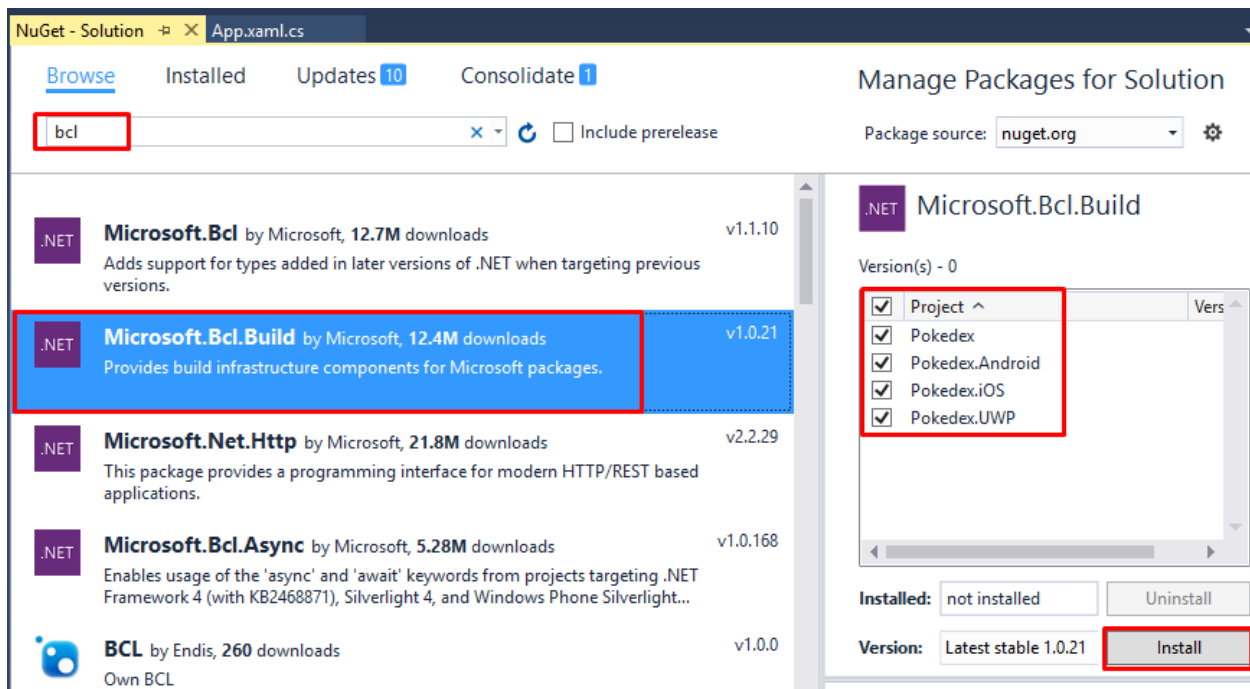 NuGet - Solution
App.xaml.cs
Browse Installed Updates 10 Consolidate 1
bcl
Include prerelease
.NET Microsoft.Bcl by Microsoft, 12.7M downloads v1.1.10
Adds support for types added in later versions of .NET when targeting previous
versions.
.NET Microsoft.Bcl.Build by Microsoft, 12.4M downloads v1.0.21
Provides build infrastructure components for Microsoft packages.
.NET Microsoft.Net.Http by Microsoft, 21.8M downloads v2.2.29
This package provides a programming interface for modern HTTP/REST based
applications.
.NET Microsoft.Bcl.Async by Microsoft, 5.28M downloads v1.0.168
Enables usage of the 'async' and 'await' keywords from projects targeting .NET
Framework 4 (with KB2468871), Silverlight 4, and Windows Phone Silverlight...
BCL by Endis, 260 downloads v1.0.0
Own BCL
Manage Packages for Solution
Package source: nuget.org
.NET Microsoft.Bcl.Build
Version(s) - 0
Project Vers
Pokedex
Pokedex.Android
Pokedex.iOS
Pokedex.UWP
Installed: not installed Uninstall
Version: Latest stable 1.0.21 Install